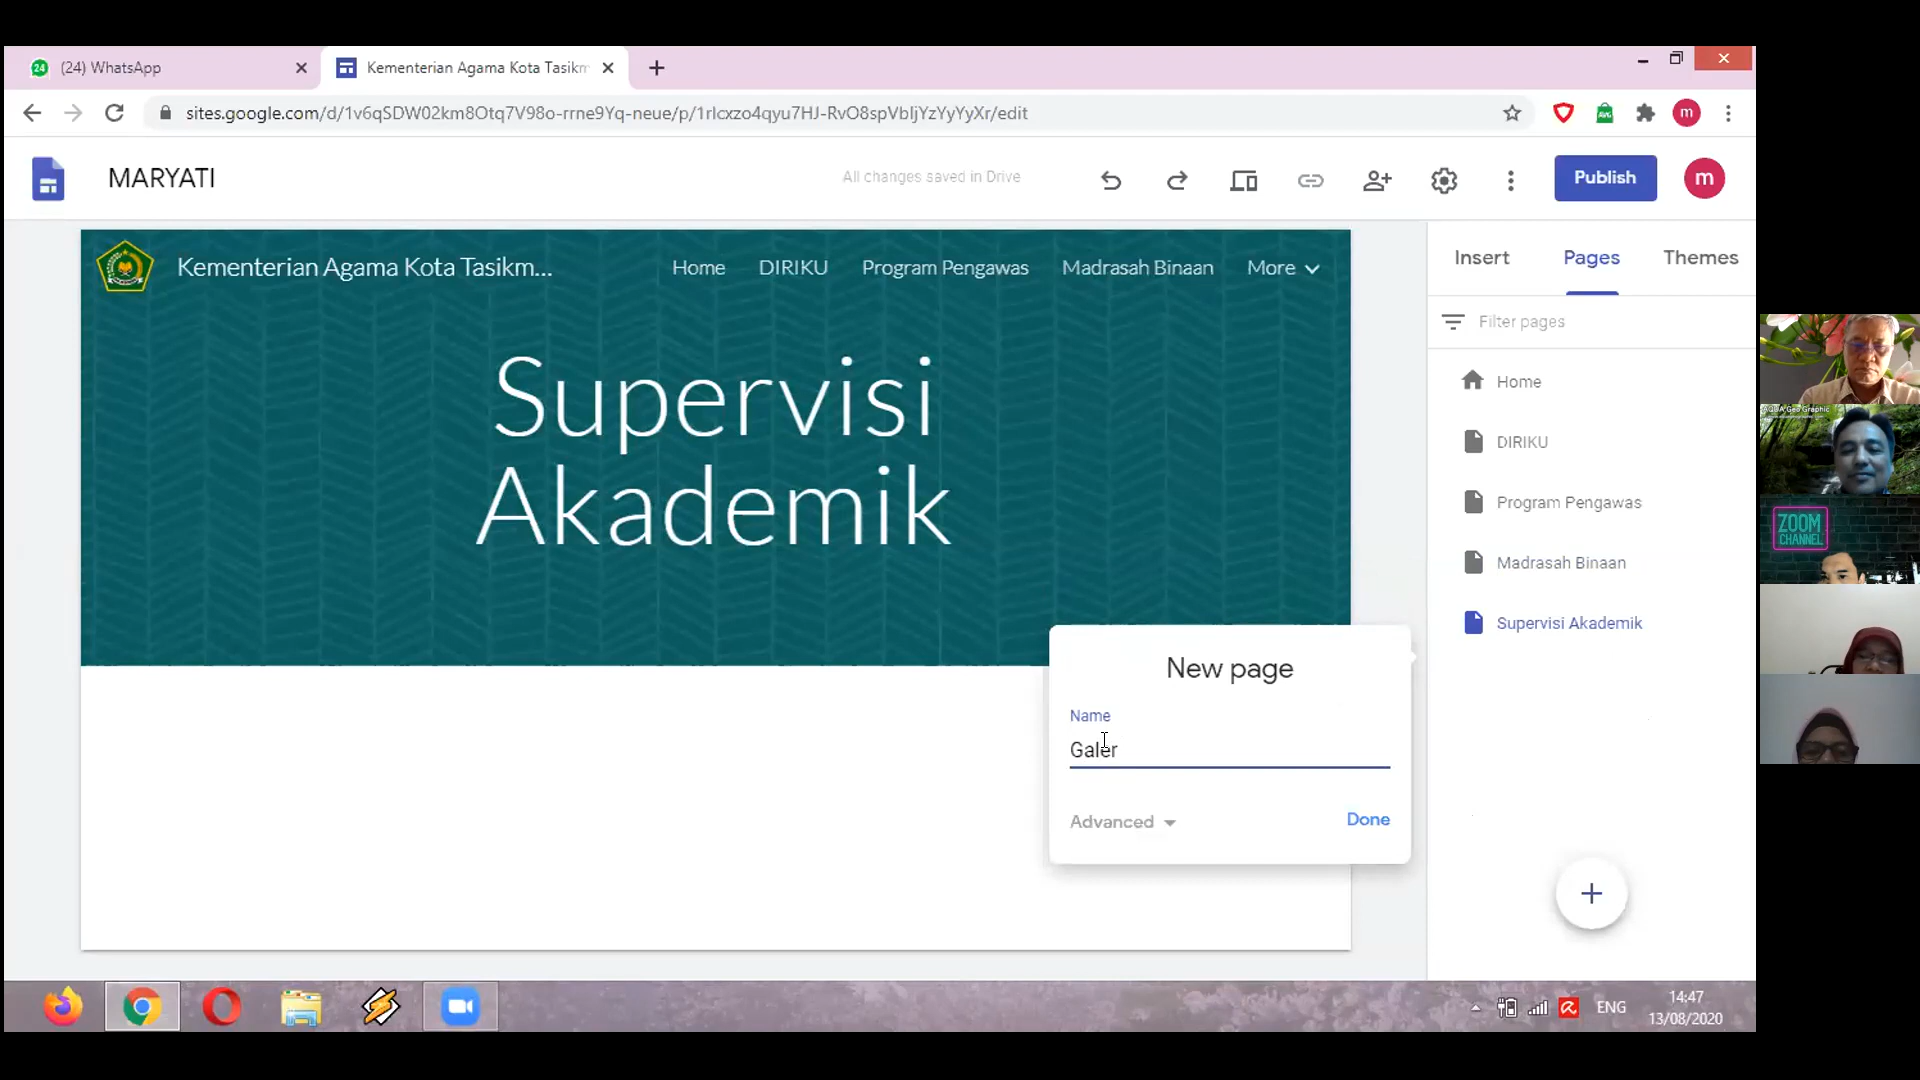 24
(24) WhatsApp
Kementerian Agama Kota Tasikm
sites.google.com/d/1v6qSDW02km8Otq7V98o-rrne9Yq-neue/p/1rlcxzo4qyu7HJ-RvO8spVbljYzYyYyXr/edit
AVG
m
MARYATI
All changes saved in Drive
Publish
m
Kementerian Agama Kota Tasikm...
Home
DIRIKU
Program Pengawas
Madrasah Binaan
More
Supervisi
Akademik
Insert
Pages
Themes
Filter pages
Home
DIRIKU
Program Pengawas
Madrasah Binaan
Supervisi Akademik
New page
Name
Galer
Advanced
Done
ZOOM
CHANNEL
ENG
14:47
13/08/2020